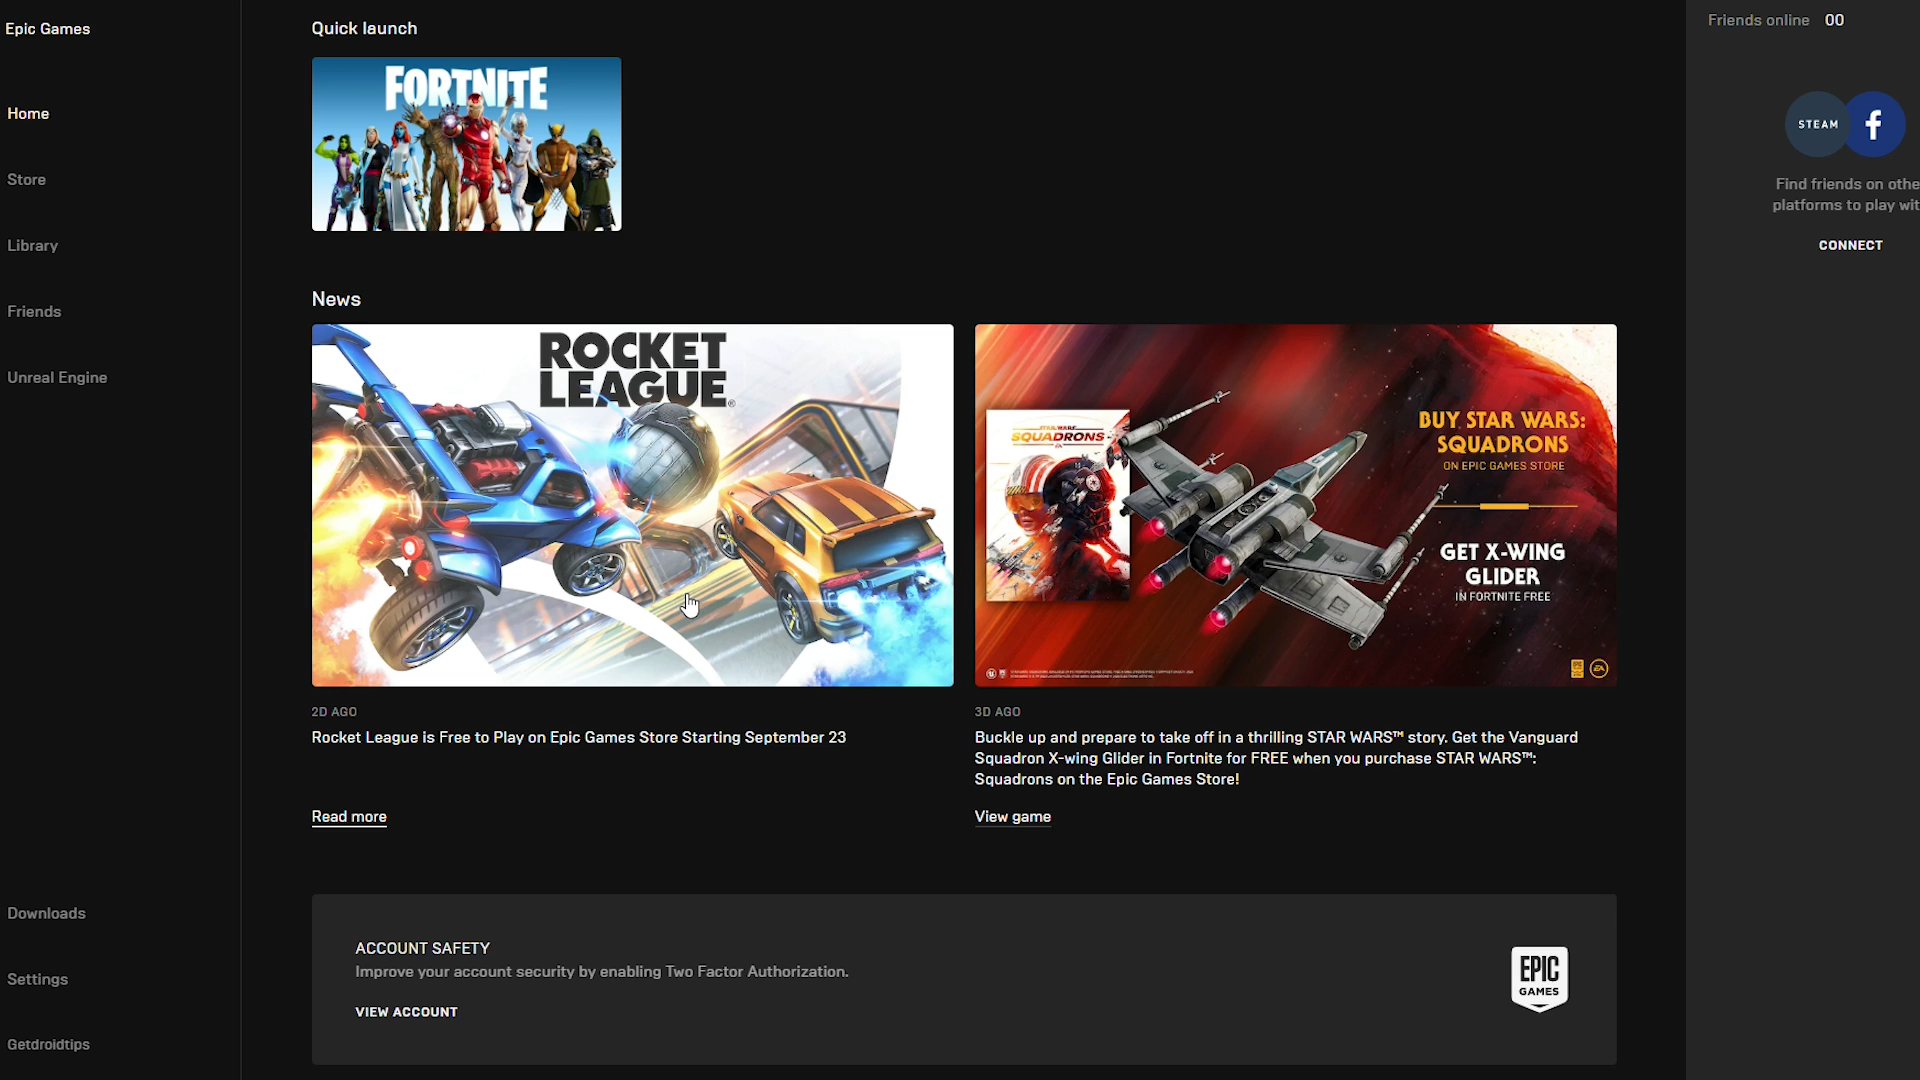 Epic Games
Home
Store
Library
Friends
Unreal Engine
Downloads
Settings
Getdroidtips
Quick launch
FORTNITE
News
ROCKET
LEAGUE®
2D AGO
Rocket League is Free to Play on Epic Games Store Starting September 23
Read more
STAR WARS
SQUADRONS
BUY STAR WARS:
SQUADRONS
ON EPIC GAMES STORE
GET X-WING
GLIDER
IN FORTNITE FREE
EA
3D AGO
Buckle up and prepare to take off in a thrilling STAR WARS™ story. Get the Vanguard
Squadron X-wing Glider in Fortnite for FREE when you purchase STAR WARS™:
Squadrons on the Epic Games Store!
View game
ACCOUNT SAFETY
Improve your account security by enabling Two Factor Authorization.
VIEW ACCOUNT
EPIC
GAMES
Friends online 00
STEAM
f
Find friends on othe
platforms to play wit
CONNECT